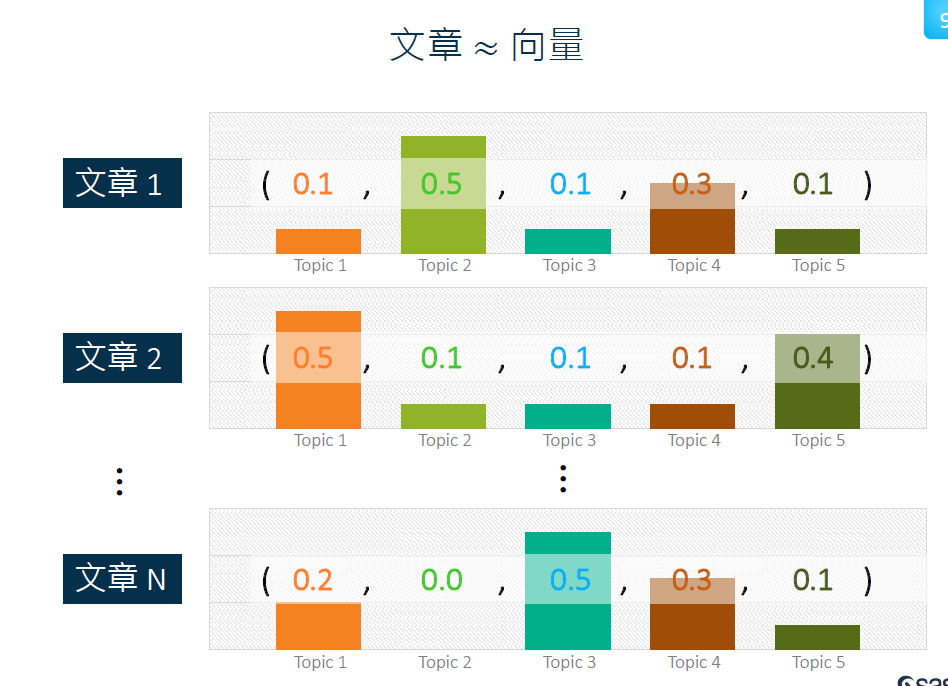 文章 ≈ 向量
文章 1
( 0.1 , 0.5 , 0.1 , 0.3 , 0.1 )
Topic 1 Topic 2 Topic 3 Topic 4 Topic 5
文章 2
( 0.5 , 0.1 , 0.1 , 0.1 , 0.4 )
Topic 1 Topic 2 Topic 3 Topic 4 Topic 5
⋮ ⋮
文章 N
( 0.2 , 0.0 , 0.5 , 0.3 , 0.1 )
Topic 1 Topic 2 Topic 3 Topic 4 Topic 5